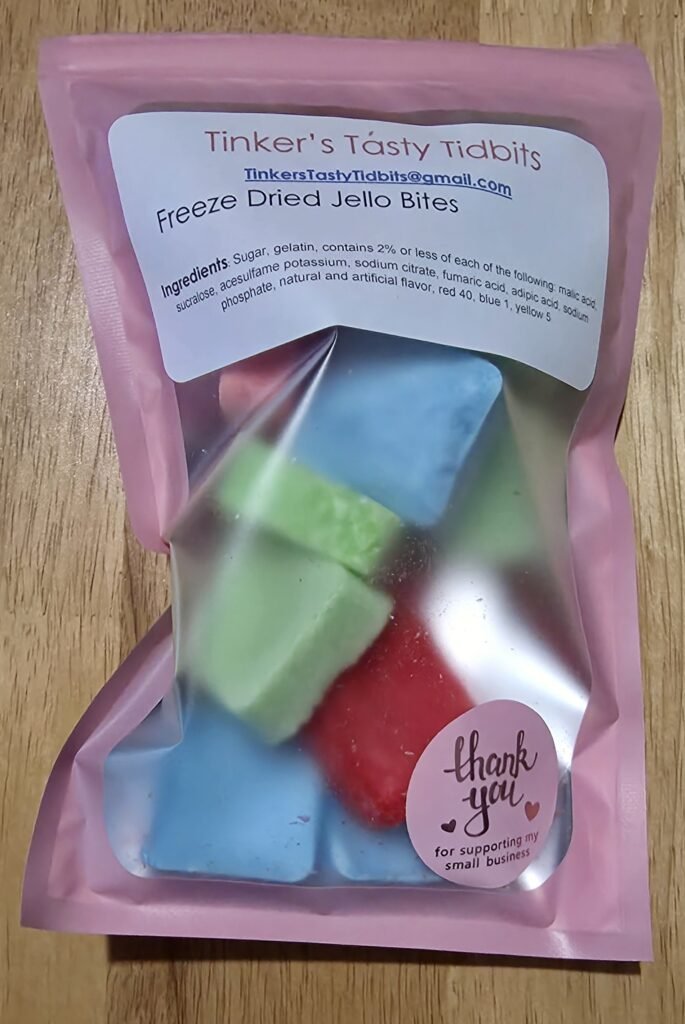 Tinker's Tasty Tidbits
TinkersTastyTidbits@gmail.com
Freeze Dried Jello Bites
Ingredients: Sugar, gelatin, contains 2% or less of each of the following: malic acid,
sucralose, acesulfame potassium, sodium citrate, fumaric acid, adipic acid, sodium
phosphate, natural and artificial flavor, red 40, blue 1, yellow 5
thank
you
for supporting my
small business